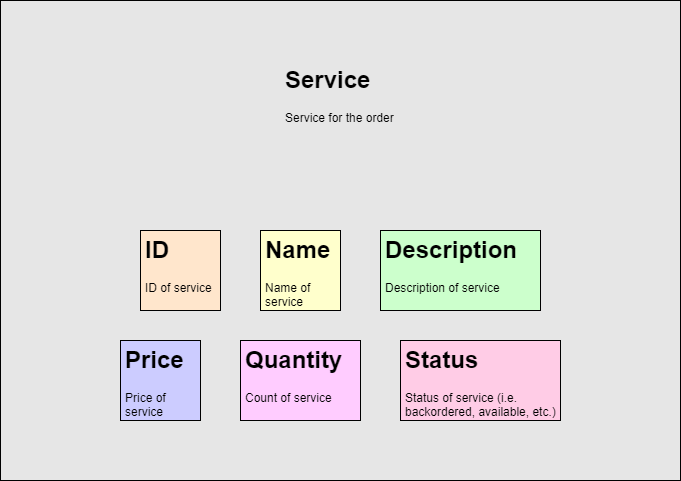 Service
Service for the order
ID
ID of service
Name
Name of
service
Description
Description of service
Price
Price of
service
Quantity
Count of service
Status
Status of service (i.e.
backordered, available, etc.)